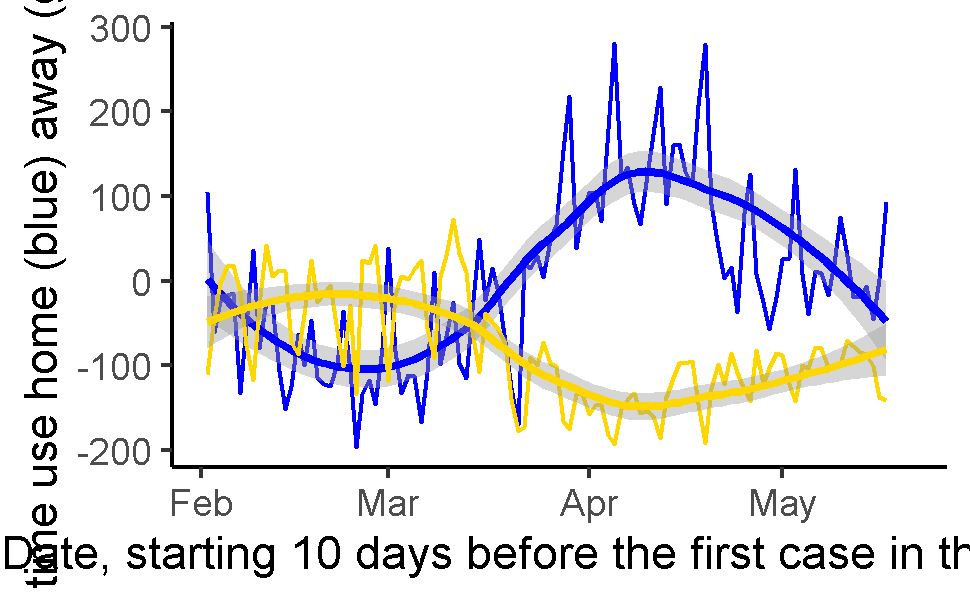 time use home (blue) away (g
300
200
100
0
-100
-200
Feb Mar Apr May
Date, starting 10 days before the first case in th